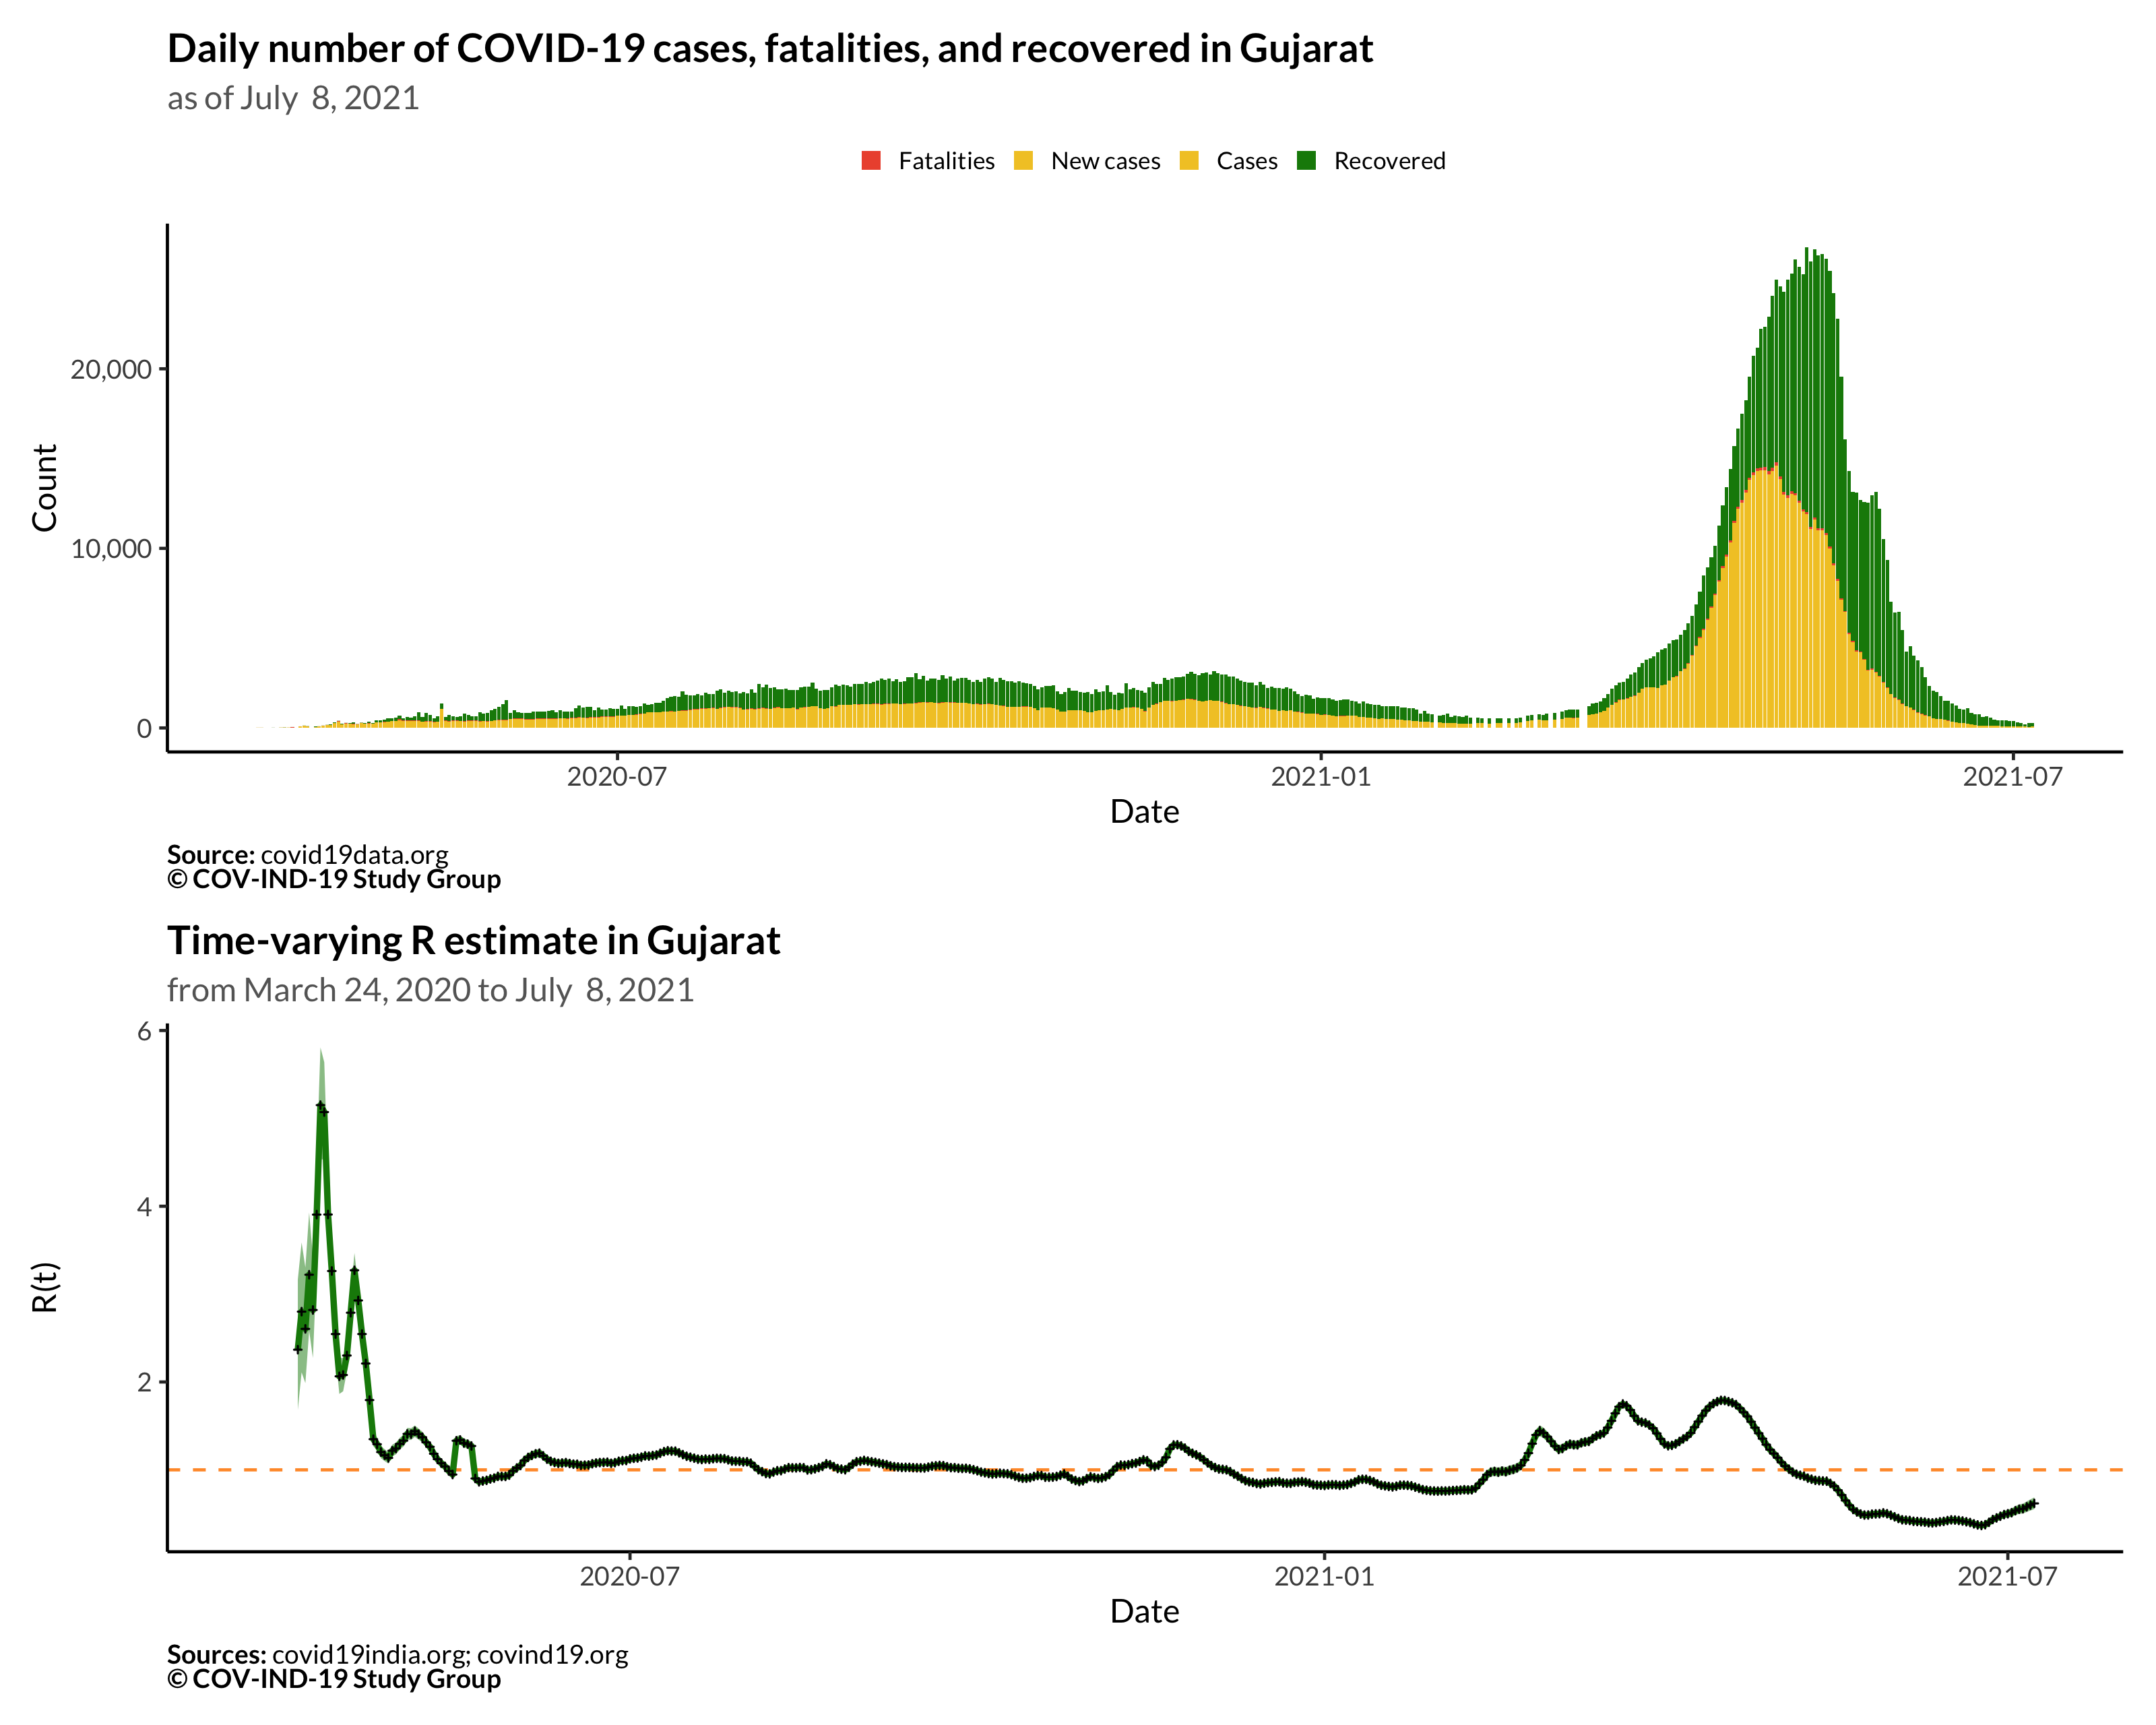 Daily number of COVID-19 cases, fatalities, and recovered in Gujarat
as of July  8, 2021
Fatalities New cases Cases Recovered
20,000
10,000
0
Count
2020-07 2021-01 2021-07
Date
Source: covid19data.org
© COV-IND-19 Study Group
Time-varying R estimate in Gujarat
from March 24, 2020 to July  8, 2021
6
4
2
R(t)
2020-07 2021-01 2021-07
Date
Sources: covid19india.org; covind19.org
© COV-IND-19 Study Group